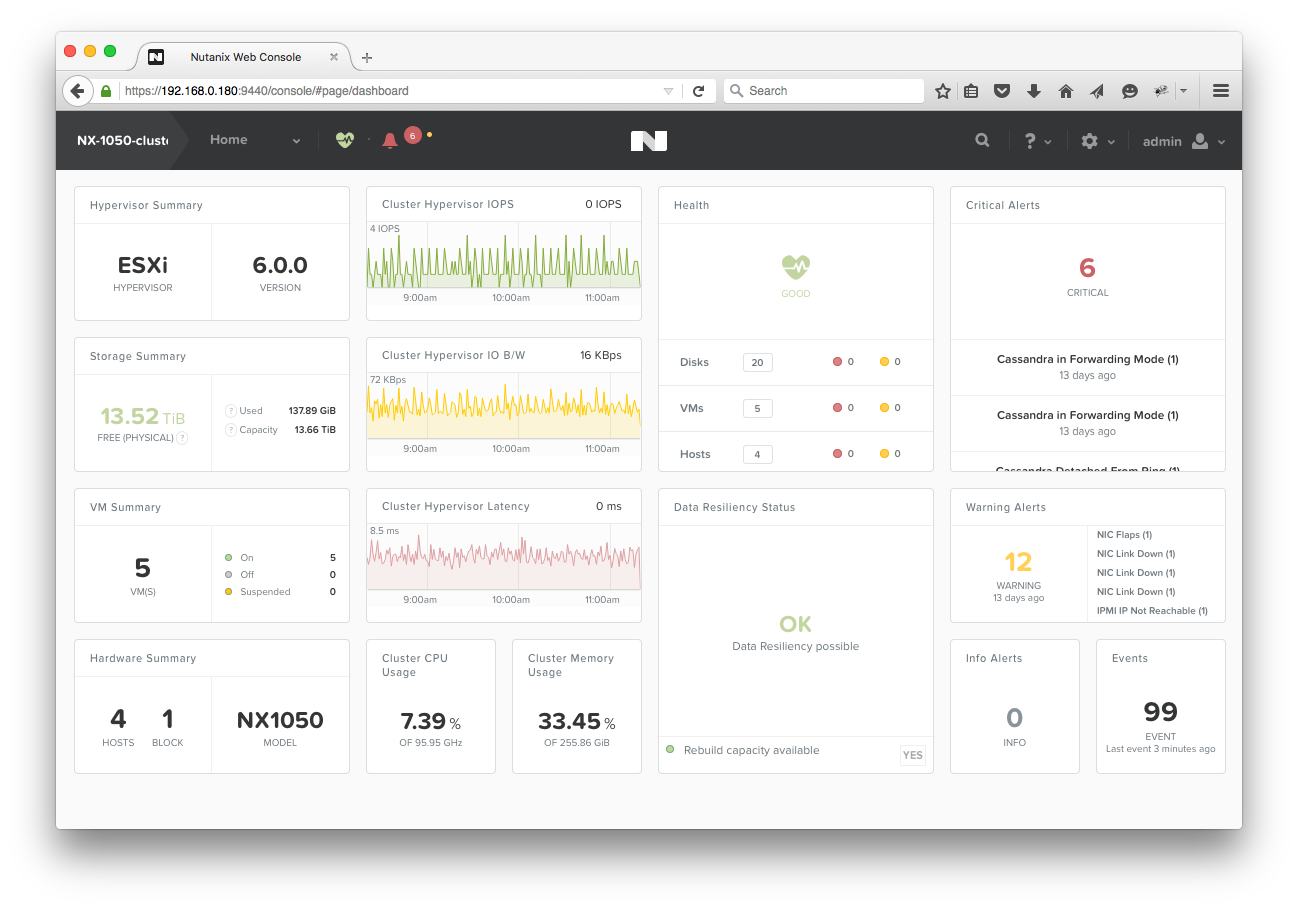 Nutanix Web Console
https://192.168.0.180:9440/console/#page/dashboard
Search
NX-1050-cluste
Home
6
?
admin
Hypervisor Summary
ESXi
HYPERVISOR
6.0.0
VERSION
Cluster Hypervisor IOPS 0 IOPS
4 IOPS
9:00am 10:00am 11:00am
Health
GOOD
Disks 20 0 0
VMs 5 0 0
Hosts 4 0 0
Critical Alerts
6
CRITICAL
Cassandra in Forwarding Mode (1)
13 days ago
Cassandra in Forwarding Mode (1)
13 days ago
Cassandra Detached From Ring (1)
Storage Summary
13.52 TiB
FREE (PHYSICAL) ?
? Used 137.89 GiB
? Capacity 13.66 TiB
Cluster Hypervisor IO B/W 16 KBps
72 KBps
9:00am 10:00am 11:00am
VM Summary
5
VM(S)
On 5
Off 0
Suspended 0
Cluster Hypervisor Latency 0 ms
8.5 ms
9:00am 10:00am 11:00am
Data Resiliency Status
OK
Data Resiliency possible
Rebuild capacity available YES
Warning Alerts
12
WARNING
13 days ago
NIC Flaps (1)
NIC Link Down (1)
NIC Link Down (1)
NIC Link Down (1)
IPMI IP Not Reachable (1)
Hardware Summary
4
HOSTS
1
BLOCK
NX1050
MODEL
Cluster CPU
Usage
7.39 %
OF 95.95 GHz
Cluster Memory
Usage
33.45 %
OF 255.86 GiB
Info Alerts
0
INFO
Events
99
EVENT
Last event 3 minutes ago